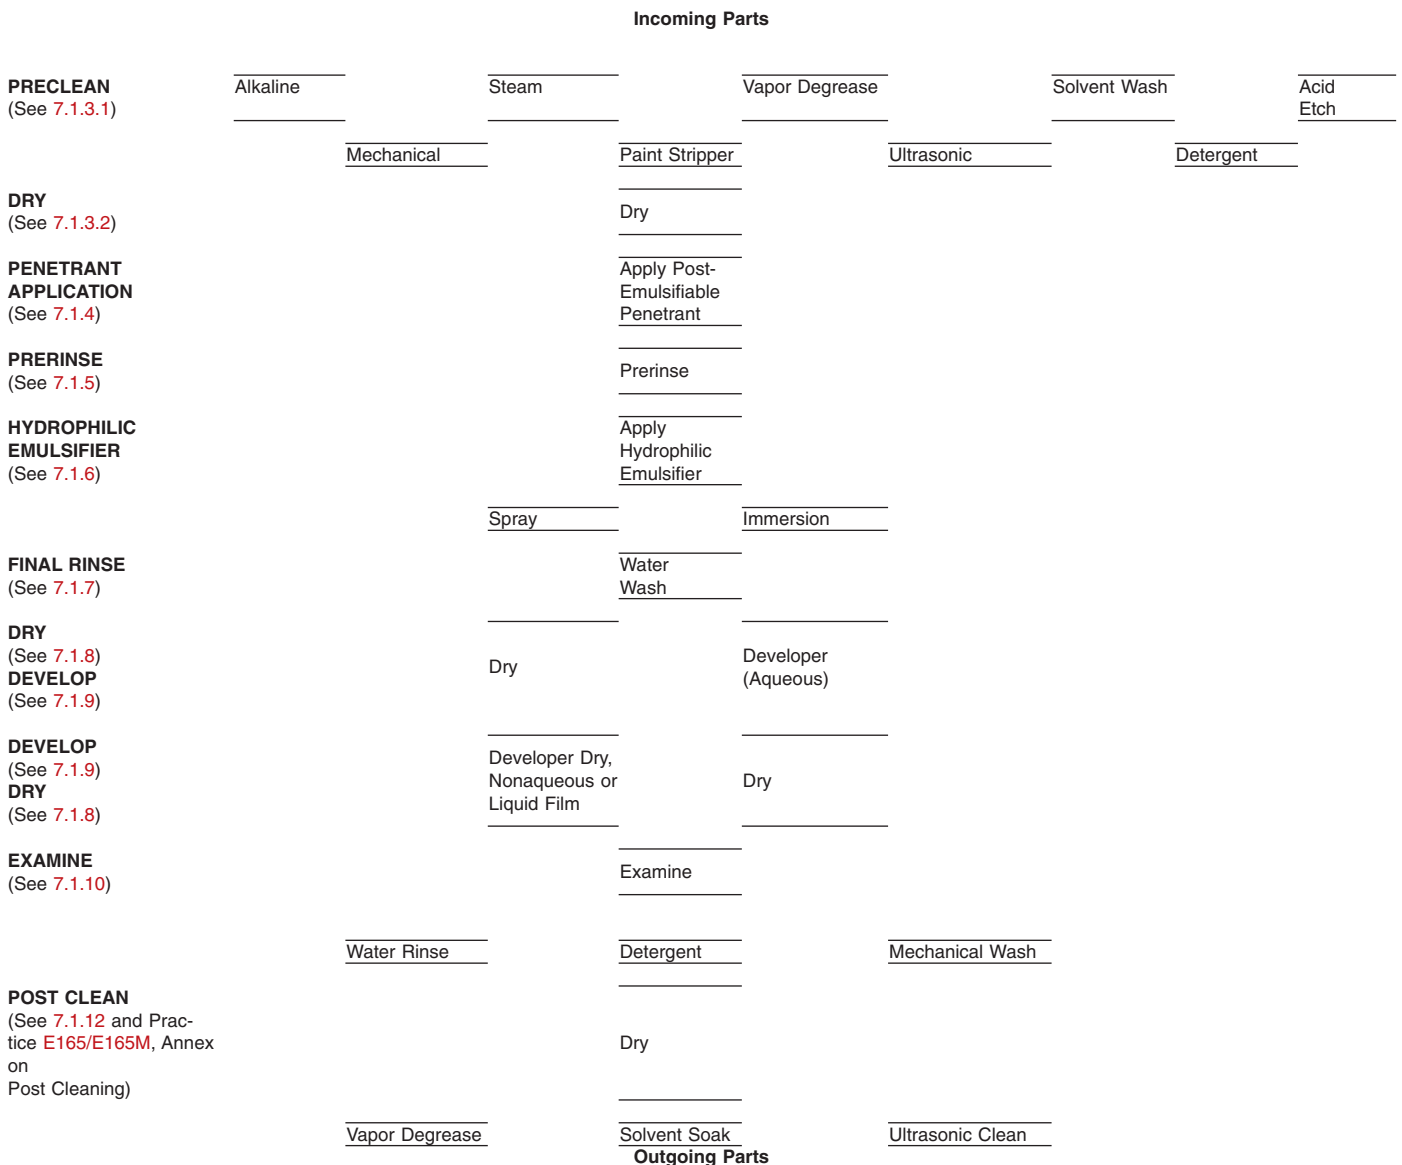 Incoming Parts
PRECLEAN
(See 7.1.3.1)
Alkaline
Steam
Vapor Degrease
Solvent Wash
Acid
Etch
Mechanical
Paint Stripper
Ultrasonic
Detergent
DRY
(See 7.1.3.2)
Dry
PENETRANT
APPLICATION
(See 7.1.4)
Apply Post-
Emulsifiable
Penetrant
PRERINSE
(See 7.1.5)
Prerinse
HYDROPHILIC
EMULSIFIER
(See 7.1.6)
Apply
Hydrophilic
Emulsifier
Spray
Immersion
FINAL RINSE
(See 7.1.7)
Water
Wash
DRY
(See 7.1.8)
DEVELOP
(See 7.1.9)
Dry
Developer
(Aqueous)
DEVELOP
(See 7.1.9)
DRY
(See 7.1.8)
Developer Dry,
Nonaqueous or
Liquid Film
Dry
EXAMINE
(See 7.1.10)
Examine
Water Rinse
Detergent
Mechanical Wash
POST CLEAN
(See 7.1.12 and Prac-
tice E165/E165M, Annex
on
Post Cleaning)
Dry
Vapor Degrease
Solvent Soak
Ultrasonic Clean
Outgoing Parts